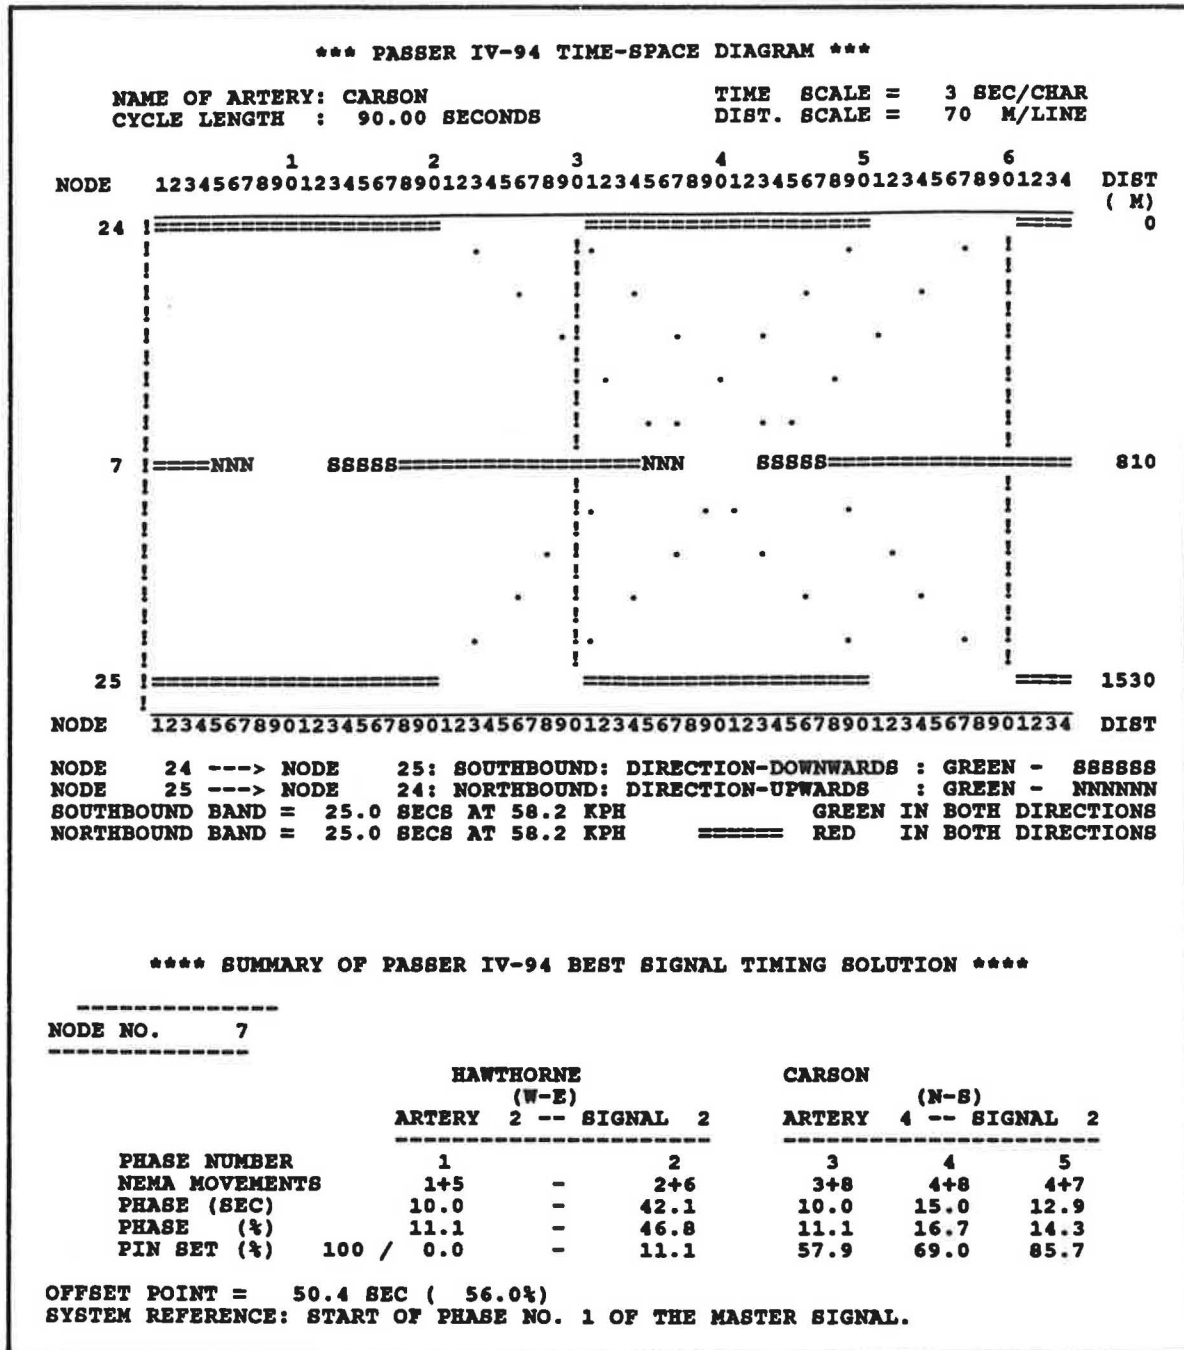 *** PASSER IV-94 TIME-SPACE DIAGRAM ***
NAME OF ARTERY: CARSON TIME SCALE = 3 SEC/CHAR
CYCLE LENGTH : 90.00 SECONDS DIST. SCALE = 70 M/LINE
1 2 3 4 5 6
NODE 1234567890123456789012345678901234567890123456789012345678901234 DIST
( M)
24 !==================== ==================== ==== 0
7 !====NNN SSSSS=================NNN SSSSS================= 810
25 !==================== ==================== ==== 1530
NODE 1234567890123456789012345678901234567890123456789012345678901234 DIST
NODE 24 ---> NODE 25: SOUTHBOUND: DIRECTION-DOWNWARDS : GREEN - SSSSSS
NODE 25 ---> NODE 24: NORTHBOUND: DIRECTION-UPWARDS : GREEN - NNNNNN
SOUTHBOUND BAND = 25.0 SECS AT 58.2 KPH GREEN IN BOTH DIRECTIONS
NORTHBOUND BAND = 25.0 SECS AT 58.2 KPH ====== RED IN BOTH DIRECTIONS
**** SUMMARY OF PASSER IV-94 BEST SIGNAL TIMING SOLUTION ****
NODE NO. 7
HAWTHORNE CARSON
(W-E) (N-S)
ARTERY 2 -- SIGNAL 2 ARTERY 4 -- SIGNAL 2
PHASE NUMBER 1 2 3 4 5
NEMA MOVEMENTS 1+5 - 2+6 3+8 4+8 4+7
PHASE (SEC) 10.0 - 42.1 10.0 15.0 12.9
PHASE (%) 11.1 - 46.8 11.1 16.7 14.3
PIN SET (%) 100 / 0.0 - 11.1 57.9 69.0 85.7
OFFSET POINT = 50.4 SEC ( 56.0%)
SYSTEM REFERENCE: START OF PHASE NO. 1 OF THE MASTER SIGNAL.